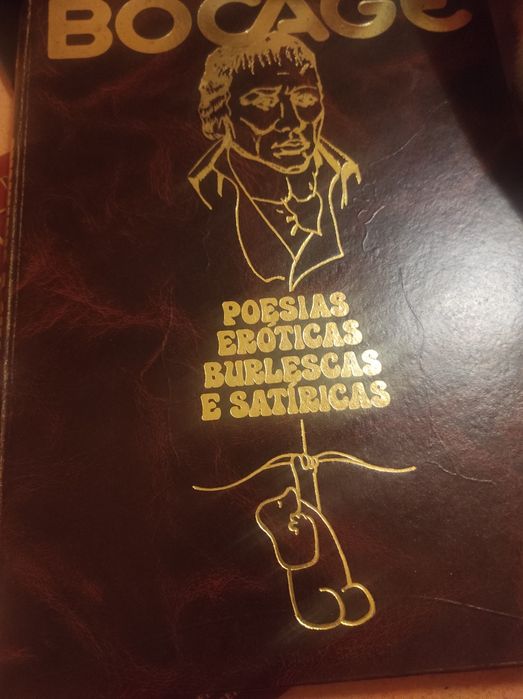 BOCAGE
POESIAS
ERÓTICAS
BURLESCAS
E SATÍRICAS